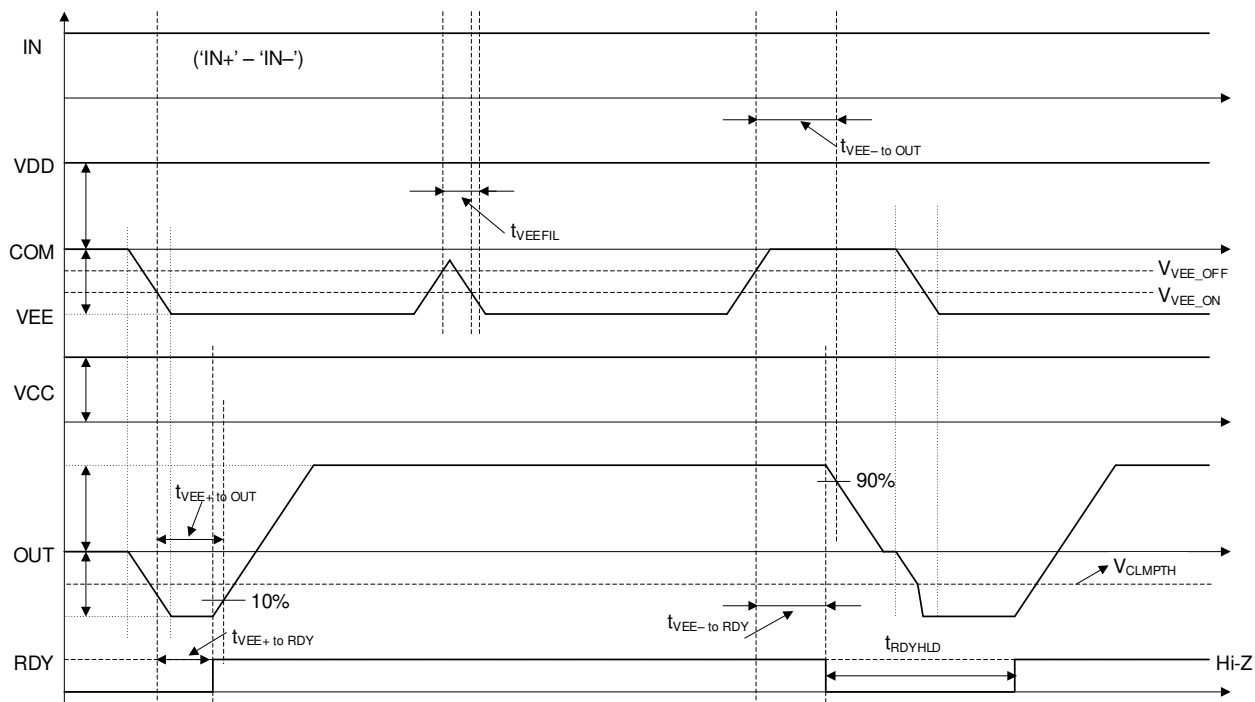 IN
('IN+' – 'IN–')
tVEE– to OUT
VDD
tVEEFIL
COM
VVEE_OFF
VVEE_ON
VEE
VCC
90%
tVEE+ to OUT
OUT
VCLMPTH
10%
tVEE+ to RDY
tVEE– to RDY
tRDYHLD
RDY
Hi-Z